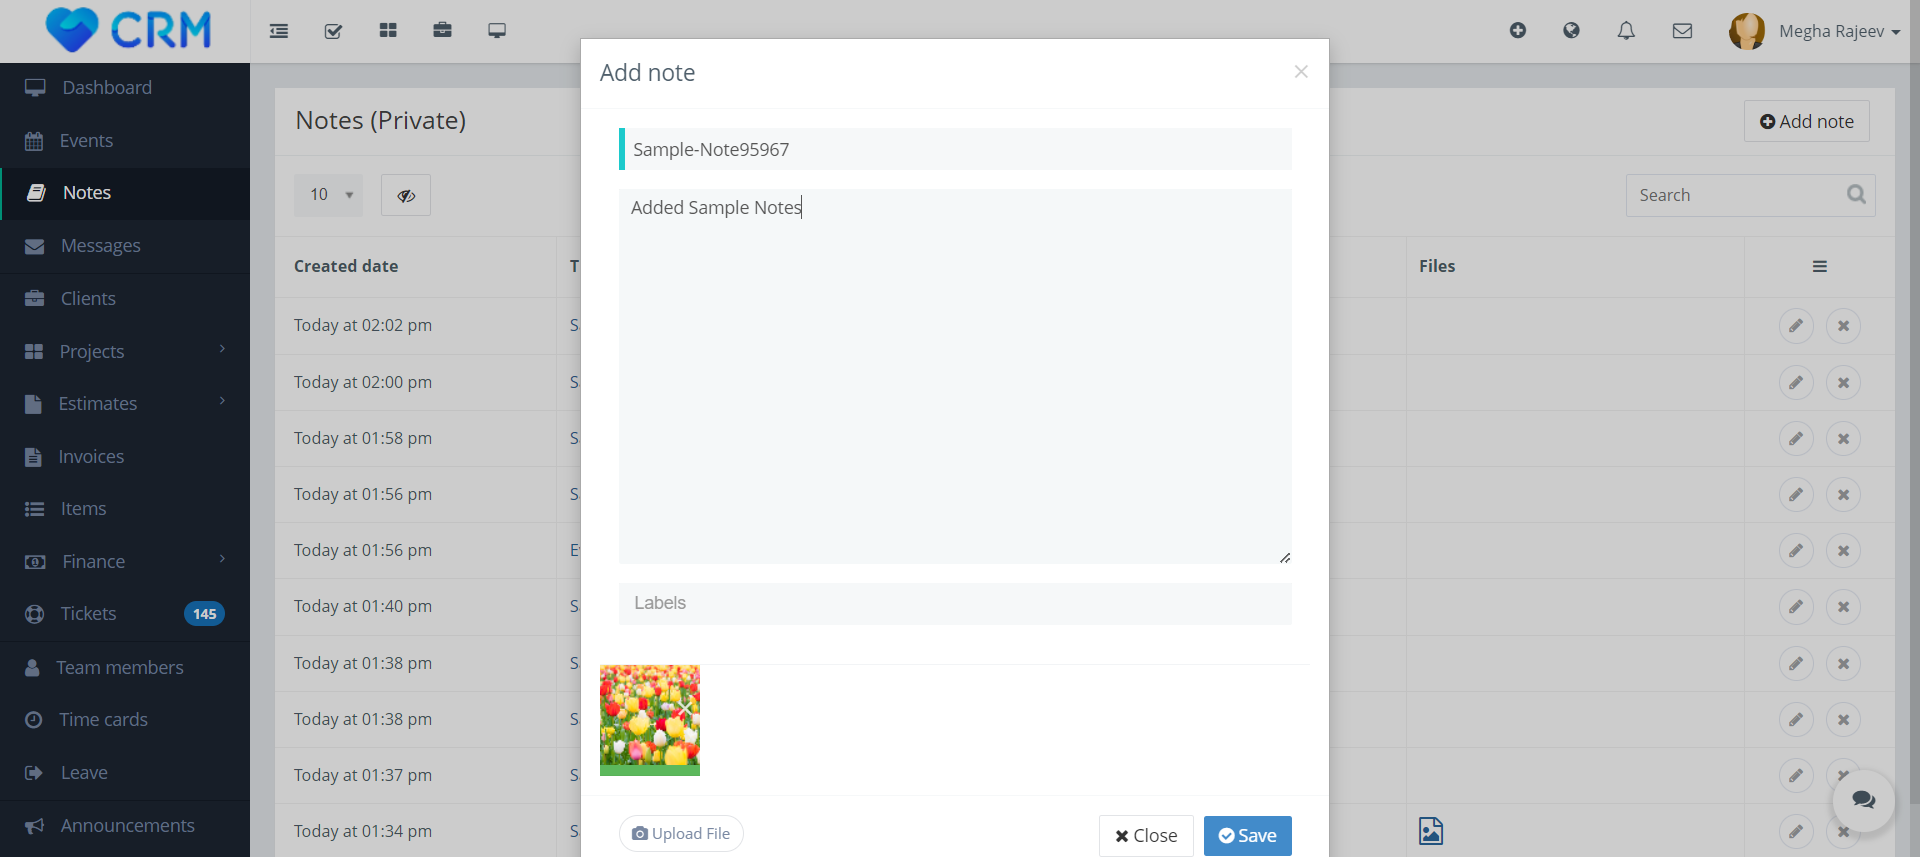 CRM
Megha Rajeev
Dashboard
Events
Notes
Messages
Clients
Projects
Estimates
Invoices
Items
Finance
Tickets 145
Team members
Time cards
Leave
Announcements
Notes (Private)
Add note
10
Search
Created date T Files
Today at 02:02 pm S
Today at 02:00 pm S
Today at 01:58 pm S
Today at 01:56 pm S
Today at 01:56 pm E
Today at 01:40 pm S
Today at 01:38 pm S
Today at 01:38 pm S
Today at 01:37 pm S
Today at 01:34 pm S
Add note
Sample-Note95967
Added Sample Notes
Labels
Upload File
Close
Save